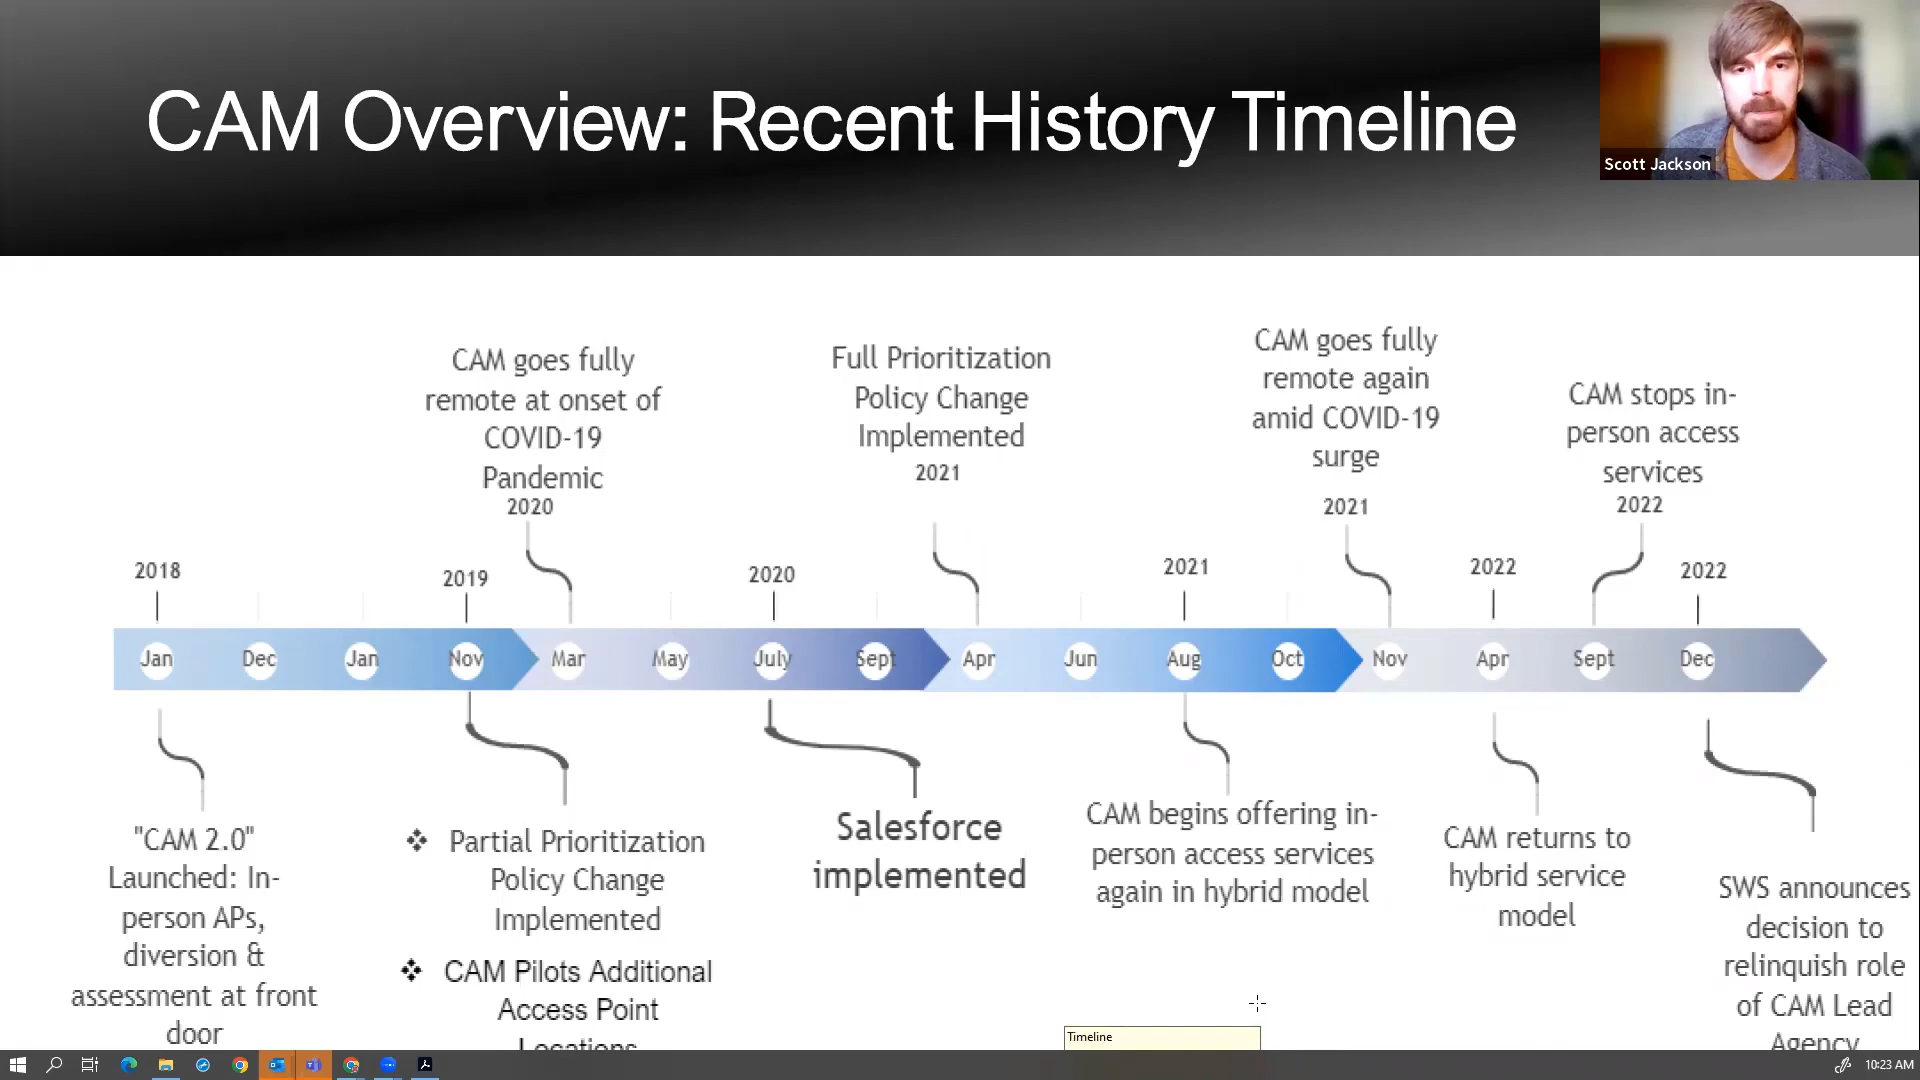 CAM Overview: Recent History Timeline
Scott Jackson
CAM goes fully
remote at onset of
COVID-19
Pandemic
2020
Full Prioritization
Policy Change
Implemented
2021
CAM goes fully
remote again
amid COVID-19
surge
2021
CAM stops in-
person access
services
2022
2018
2019
2020
2021
2022
2022
Jan Dec Jan Nov Mar May July Sept Apr Jun Aug Oct Nov Apr Sept Dec
"CAM 2.0"
Launched: In-
person APs,
diversion &
assessment at front
door
❖ Partial Prioritization
Policy Change
Implemented
❖ CAM Pilots Additional
Access Point
Locations
Salesforce
implemented
CAM begins offering in-
person access services
again in hybrid model
CAM returns to
hybrid service
model
SWS announces
decision to
relinquish role
of CAM Lead
Agency
Timeline
10:23 AM